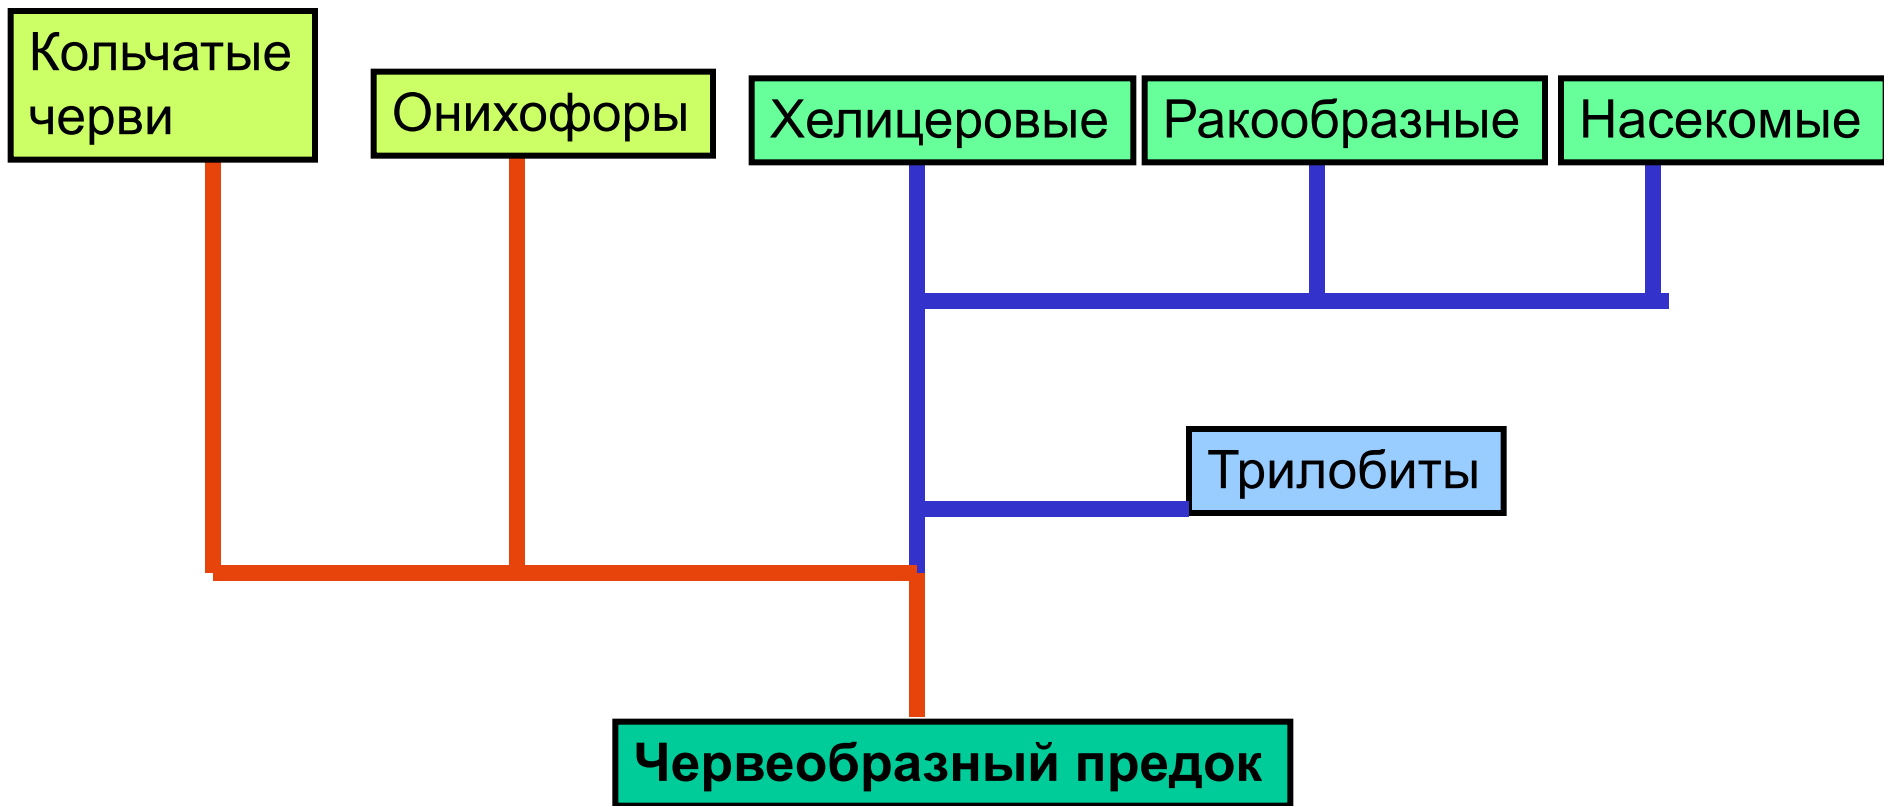 Кольчатые
черви
Онихофоры
Хелицеровые
Ракообразные
Насекомые
Трилобиты
Червеобразный предок